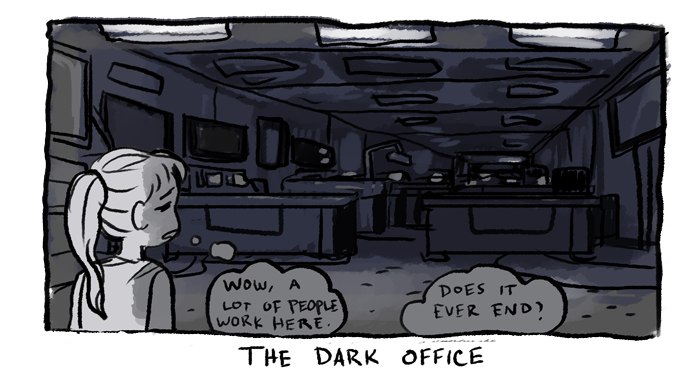 WOW, A
LOT OF PEOPLE
WORK HERE.
DOES IT
EVER END?
THE DARK OFFICE